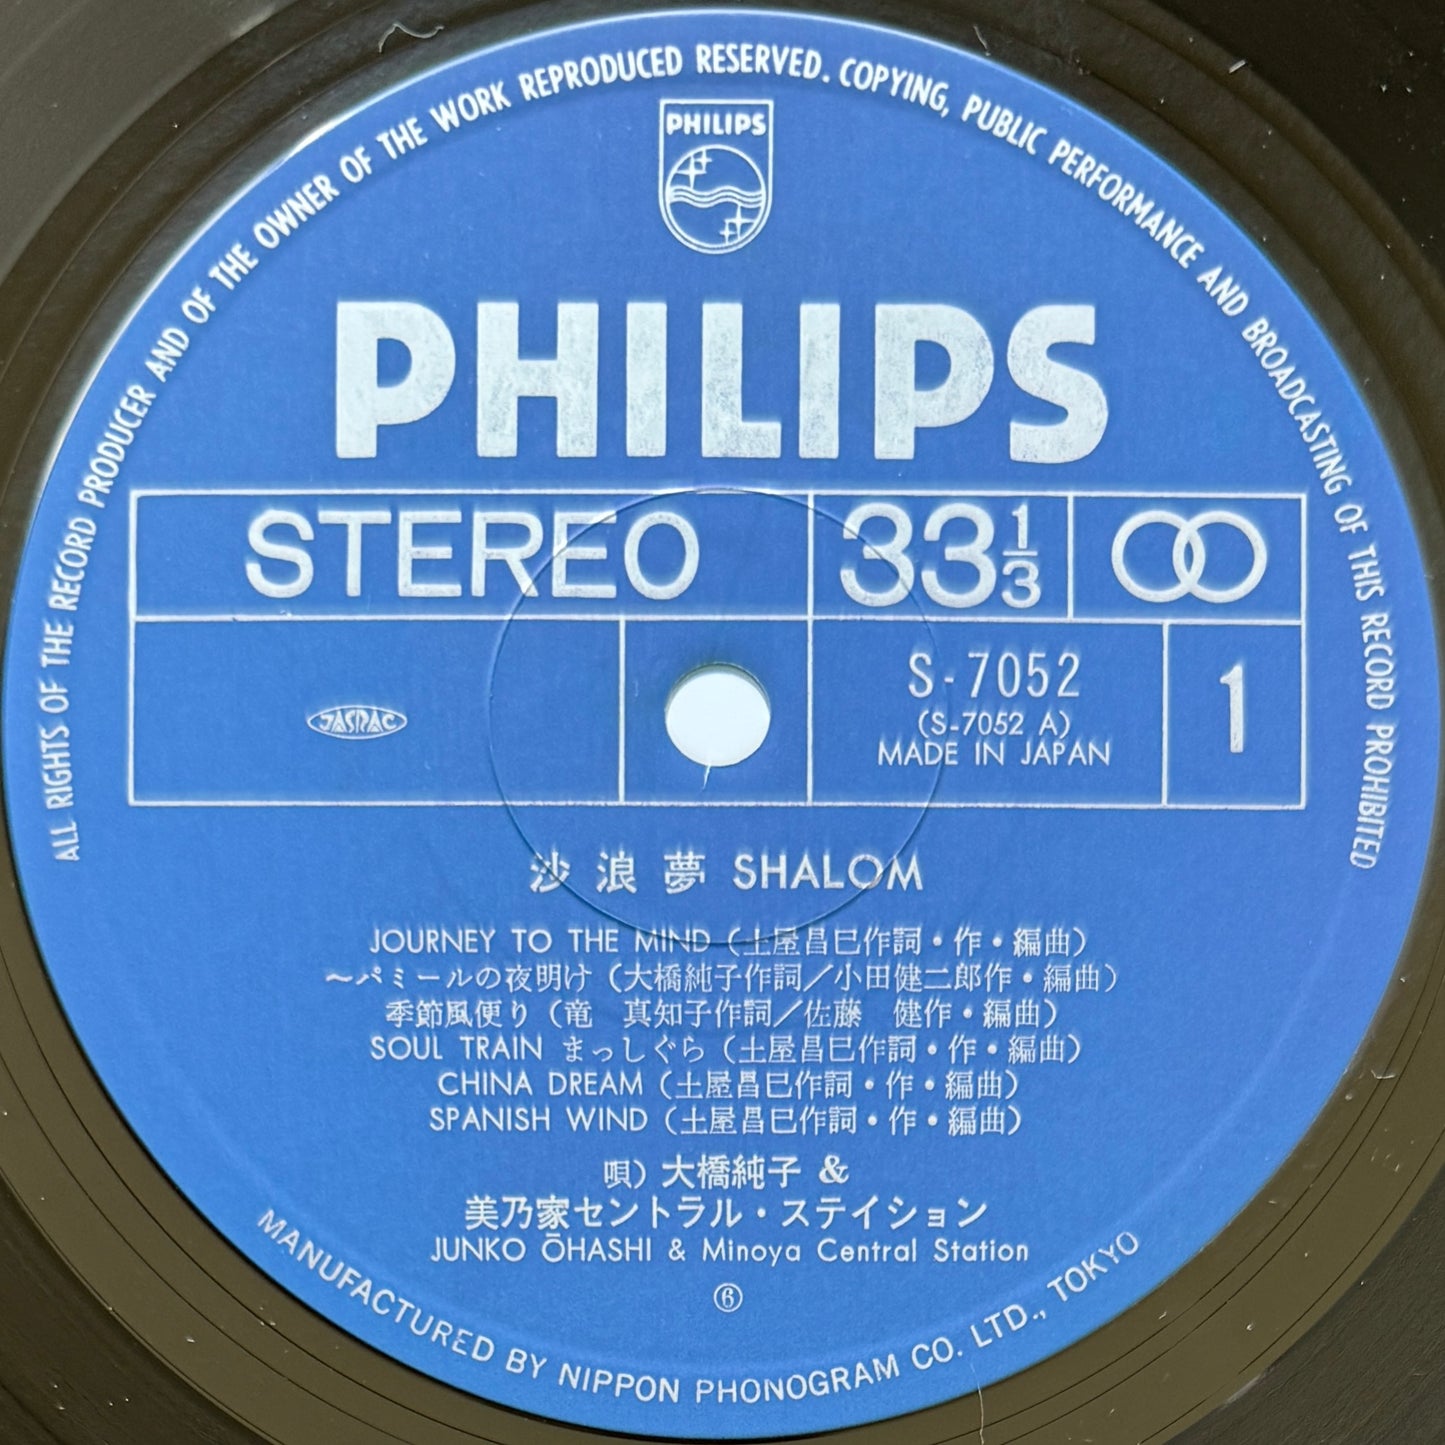 ALL RIGHTS OF THE RECORD PRODUCER AND OF THE OWNER OF THE WORK REPRODUCED RESERVED. COPYING, PUBLIC PERFORMANCE AND BROADCASTING OF THIS RECORD PROHIBITED
PHILIPS
PHILIPS
STEREO 33 1/3
JASRAC
S-7052
(S-7052 A)
MADE IN JAPAN
1
沙浪夢 SHALOM
JOURNEY TO THE MIND (土屋昌巳作詞・作・編曲)
～パミールの夜明け (大橋純子作詞／小田健二郎作・編曲)
季節風便り (竜 真知子作詞／佐藤 健作・編曲)
SOUL TRAIN まっしぐら (土屋昌巳作詞・作・編曲)
CHINA DREAM (土屋昌巳作詞・作・編曲)
SPANISH WIND (土屋昌巳作詞・作・編曲)
唄) 大橋純子 &
美乃家セントラル・ステイション
JUNKO ŌHASHI & Minoya Central Station
⑥
MANUFACTURED BY NIPPON PHONOGRAM CO. LTD., TOKYO